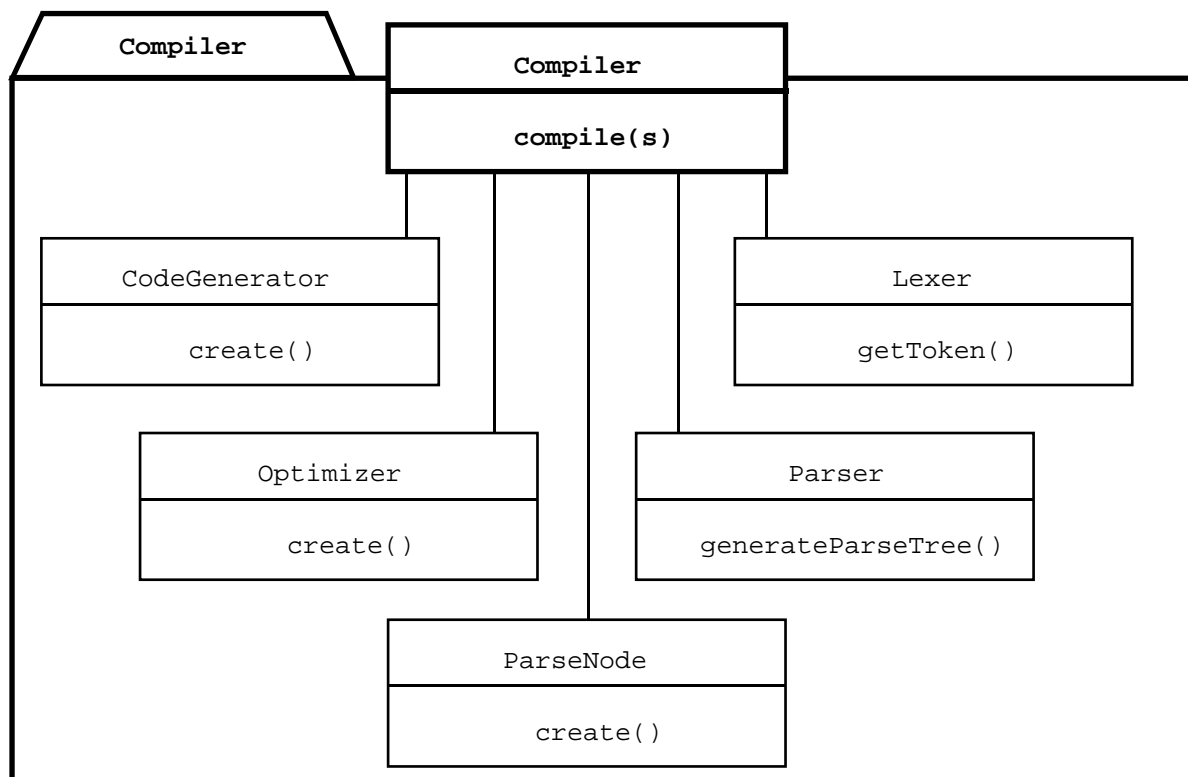 Compiler
Compiler
compile(s)
CodeGenerator
create()
Lexer
getToken()
Optimizer
create()
Parser
generateParseTree()
ParseNode
create()